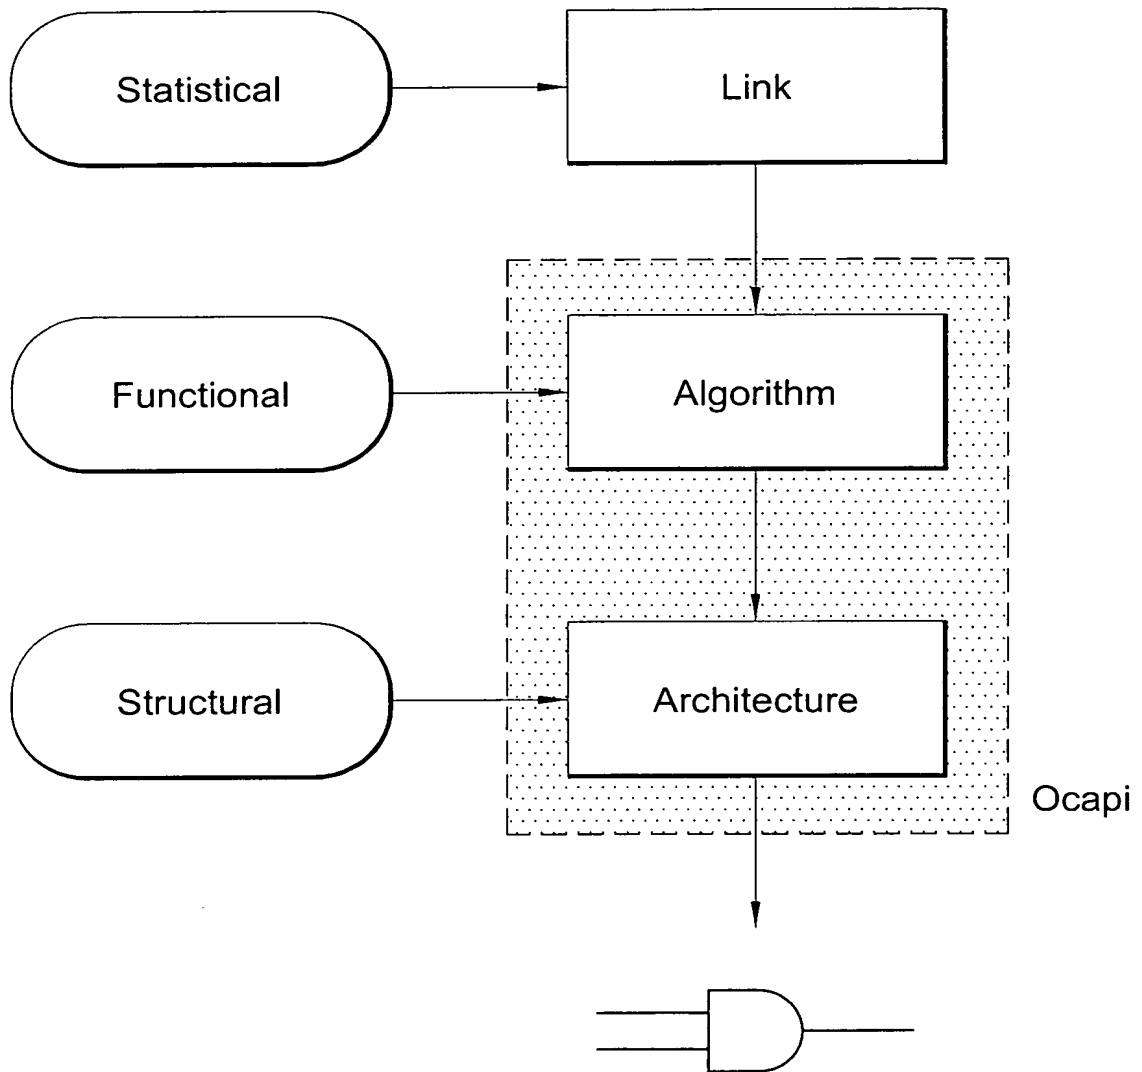 Statistical
Link
Functional
Algorithm
Structural
Architecture
Ocapi